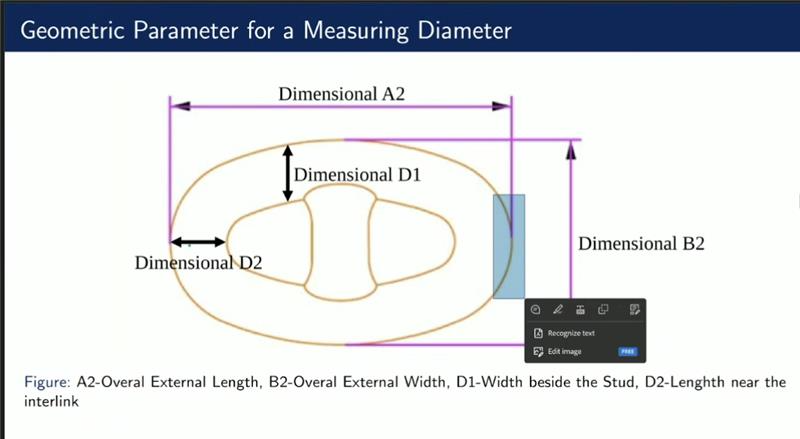 Geometric Parameter for a Measuring Diameter
Dimensional A2
Dimensional D1
Dimensional B2
Dimensional D2
Recognize text
Edit image FREE
Figure: A2-Overal External Length, B2-Overal External Width, D1-Width beside the Stud, D2-Lenghth near the
interlink